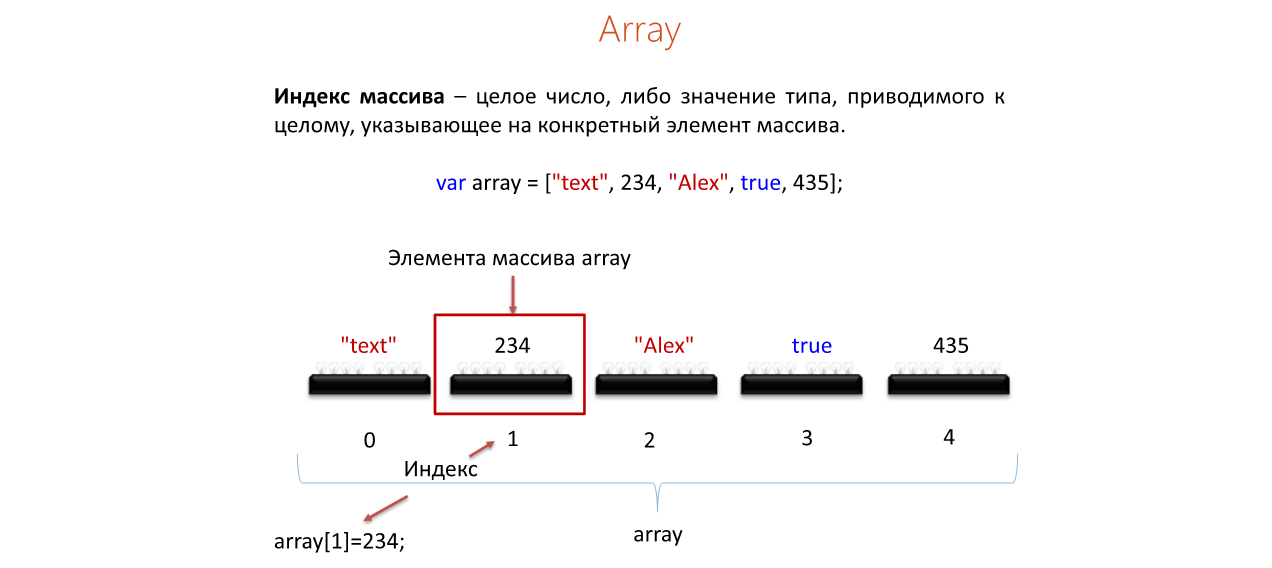 Array
Индекс массива – целое число, либо значение типа, приводимого к
целому, указывающее на конкретный элемент массива.
var array = ["text", 234, "Alex", true, 435];
Элемента массива array
"text" 234 "Alex" true 435
0 1 2 3 4
Индекс
array[1]=234;
array